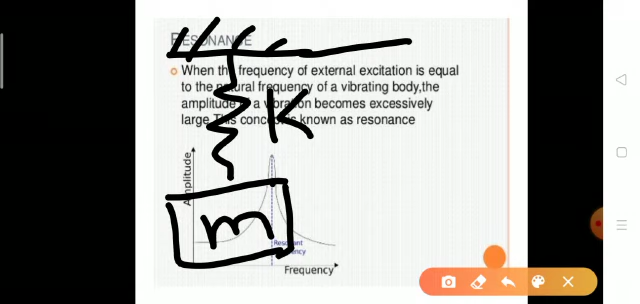 RESONANCE
When the frequency of external excitation is equal
to the natural frequency of a vibrating body,the
amplitude of a vibration becomes excessively
large.This concept is known as resonance
K
Amplitude
m
Resonant
frequency
Frequency